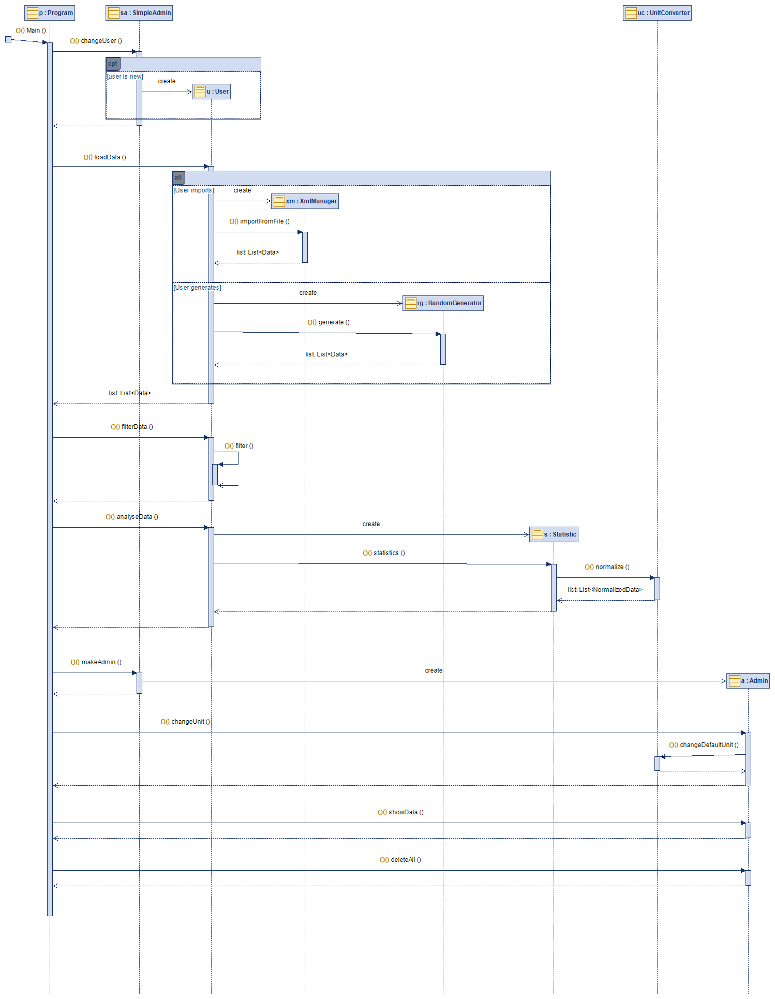 p : Program
sa : SimpleAdmin
uc : UnitConverter
O() Main ()
O() changeUser ()
opt
[user is new]
create
u : User
O() loadData ()
alt
[User imports]
create
xm : XmlManager
O() importFromFile ()
list: List<Data>
[User generates]
create
rg : RandomGenerator
O() generate ()
list: List<Data>
list: List<Data>
O() filterData ()
O() filter ()
O() analyseData ()
create
s : Statistic
O() statistics ()
O() normalize ()
list: List<NormalizedData>
O() makeAdmin ()
create
a : Admin
O() changeUnit ()
O() changeDefaultUnit ()
O() showData ()
O() deleteAll ()